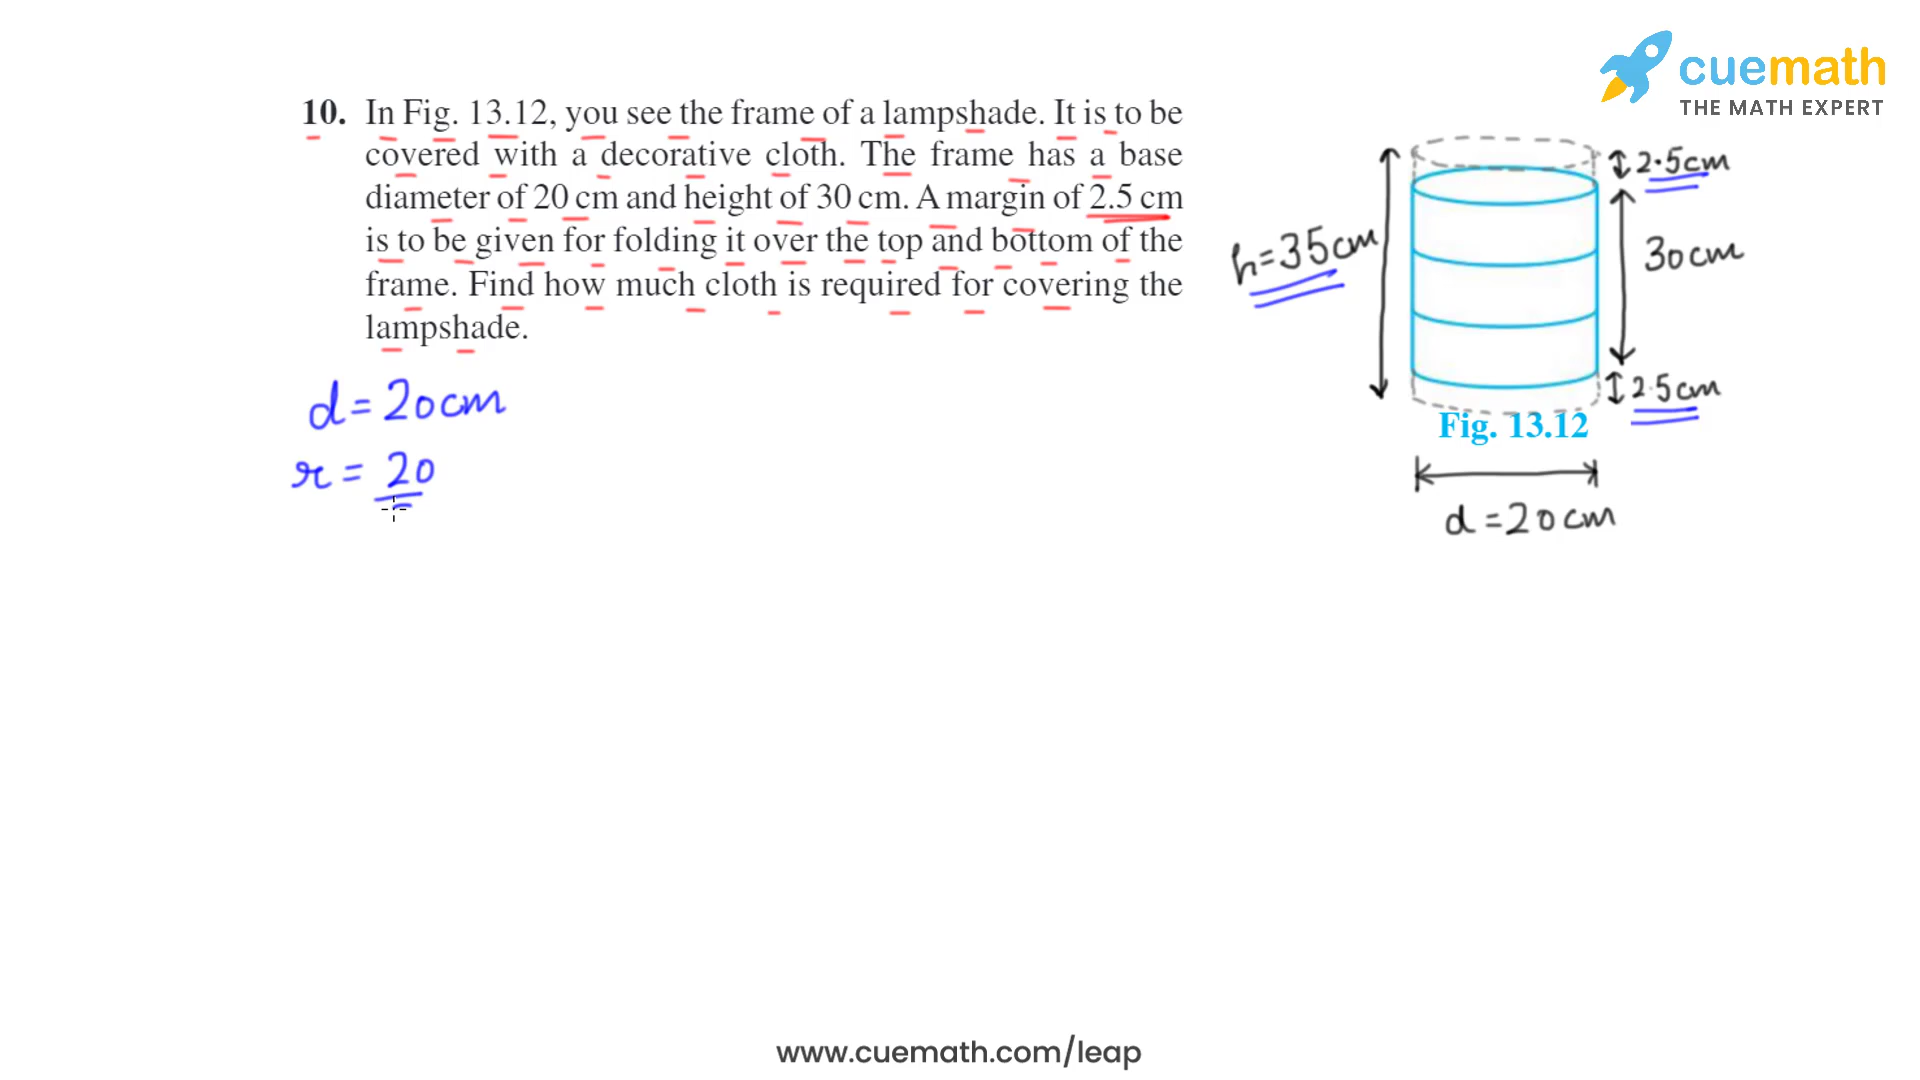 cuemath
THE MATH EXPERT
10. In Fig. 13.12, you see the frame of a lampshade. It is to be
covered with a decorative cloth. The frame has a base
diameter of 20 cm and height of 30 cm. A margin of 2.5 cm
is to be given for folding it over the top and bottom of the
frame. Find how much cloth is required for covering the
lampshade.
d = 20cm
r = 20
2.5cm
h=35cm
30cm
2.5cm
Fig. 13.12
d = 20cm
www.cuemath.com/leap